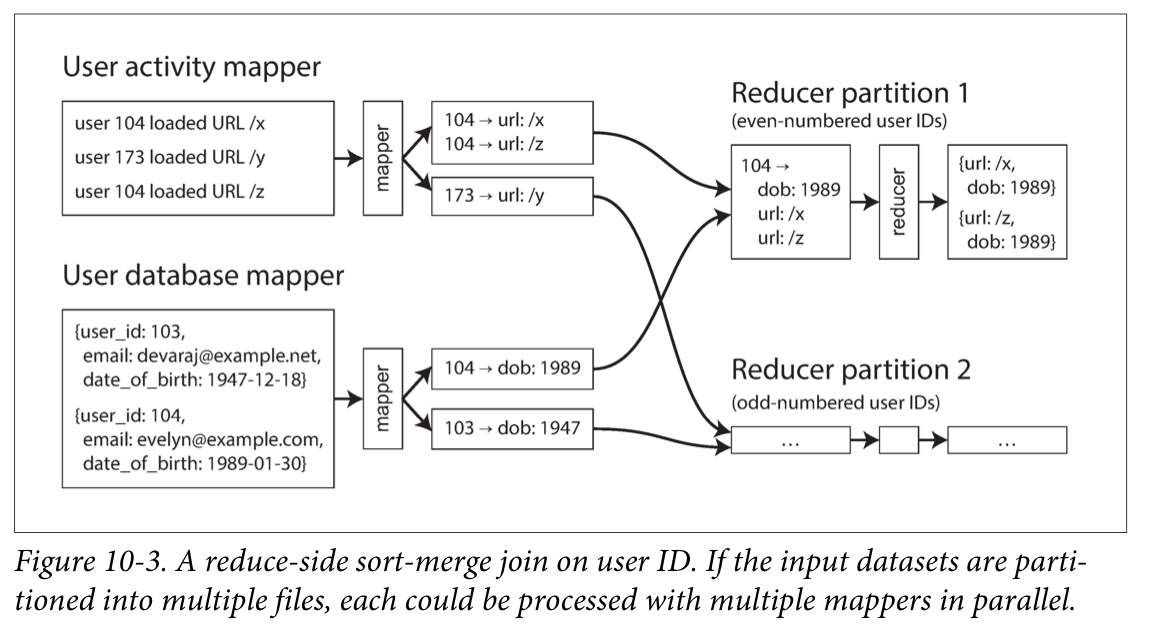 User activity mapper
user 104 loaded URL /x
user 173 loaded URL /y
user 104 loaded URL /z
mapper
104 → url: /x
104 → url: /z
173 → url: /y
User database mapper
{user_id: 103,
email: devaraj@example.net,
date_of_birth: 1947-12-18}
{user_id: 104,
email: evelyn@example.com,
date_of_birth: 1989-01-30}
mapper
104 → dob: 1989
103 → dob: 1947
Reducer partition 1
(even-numbered user IDs)
104 →
dob: 1989
url: /x
url: /z
reducer
{url: /x,
dob: 1989}
{url: /z,
dob: 1989}
Reducer partition 2
(odd-numbered user IDs)
...
...
Figure 10-3. A reduce-side sort-merge join on user ID. If the input datasets are parti-
tioned into multiple files, each could be processed with multiple mappers in parallel.